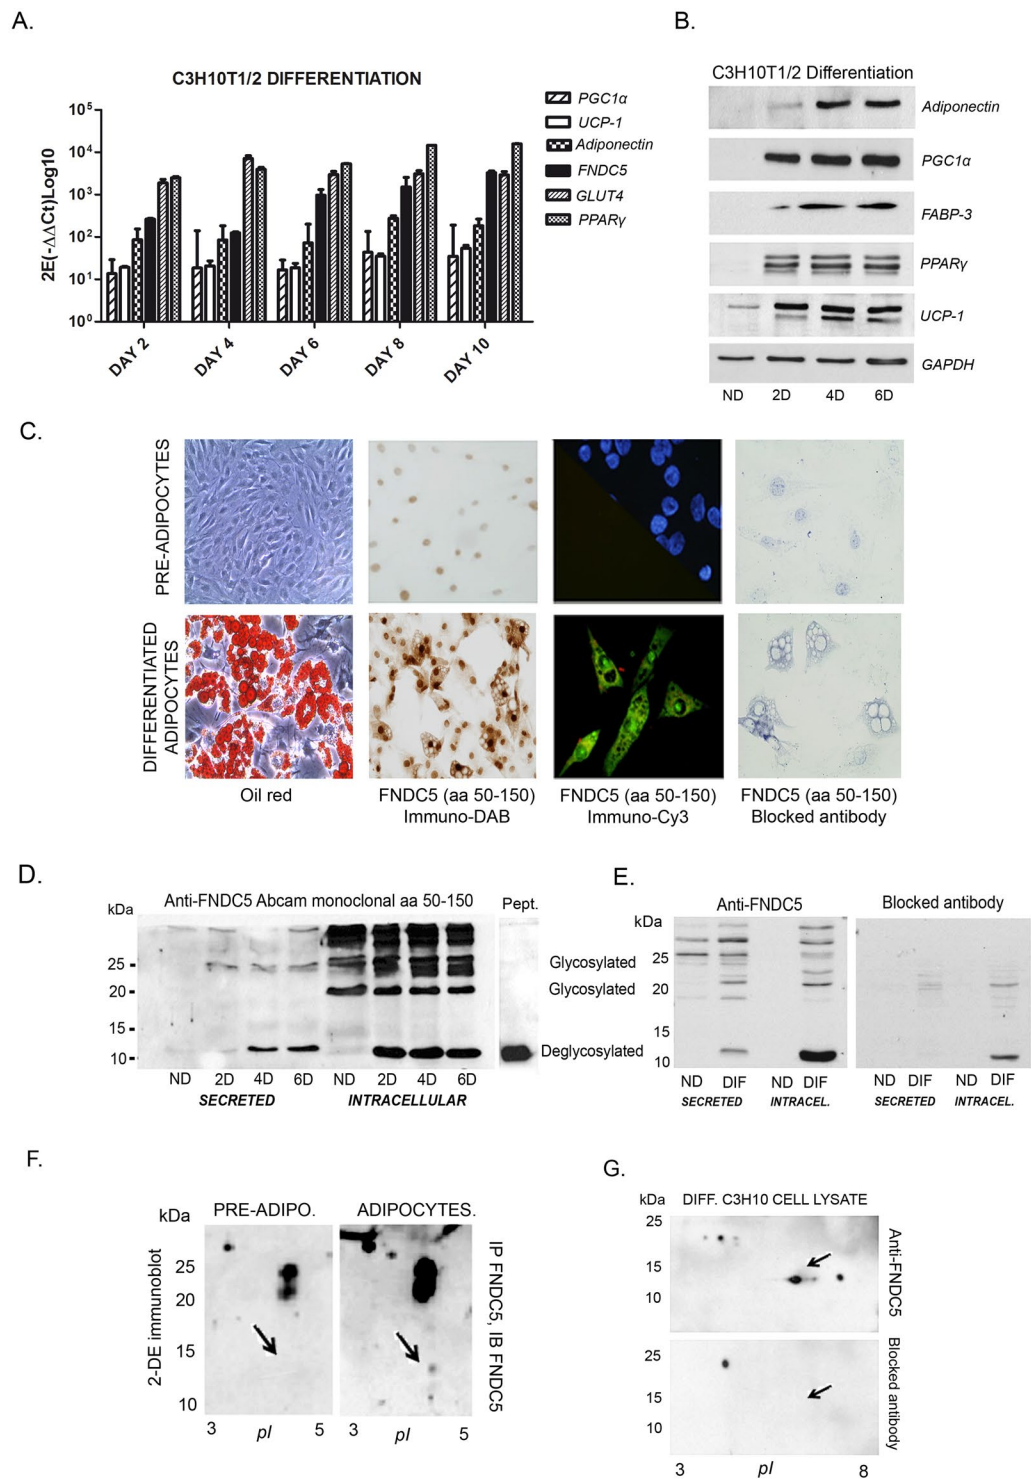 A.
C3H10T1/2 DIFFERENTIATION
2E(-ΔΔCt)Log10
10⁵
10⁴
10³
10²
10¹
10⁰
DAY 2
DAY 4
DAY 6
DAY 8
DAY 10
PGC1α
UCP-1
Adiponectin
FNDC5
GLUT4
PPARγ
B.
C3H10T1/2 Differentiation
Adiponectin
PGC1α
FABP-3
PPARγ
UCP-1
GAPDH
ND 2D 4D 6D
C.
PRE-ADIPOCYTES
DIFFERENTIATED
ADIPOCYTES
Oil red
FNDC5 (aa 50-150)
Immuno-DAB
FNDC5 (aa 50-150)
Immuno-Cy3
FNDC5 (aa 50-150)
Blocked antibody
D.
Anti-FNDC5 Abcam monoclonal aa 50-150
Pept.
kDa
25
20
15
10
ND 2D 4D 6D ND 2D 4D 6D
SECRETED INTRACELLULAR
Glycosylated
Glycosylated
Deglycosylated
E.
Anti-FNDC5 Blocked antibody
kDa
25
20
15
10
ND DIF ND DIF ND DIF ND DIF
SECRETED INTRACEL. SECRETED INTRACEL.
F.
PRE-ADIPO. ADIPOCYTES.
kDa
25
20
15
10
2-DE immunoblot
IP FNDC5, IB FNDC5
3 pI 5 3 pI 5
G.
kDa DIFF. C3H10 CELL LYSATE
25
15
10
Anti-FNDC5
25
15
10
Blocked antibody
3 pI 8